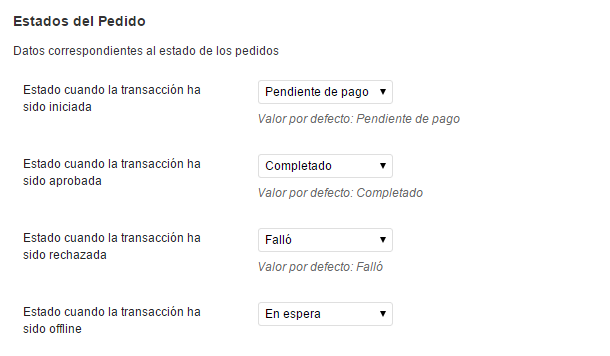 Estados del Pedido
Datos correspondientes al estado de los pedidos
Estado cuando la transacción ha
sido iniciada
Pendiente de pago
Valor por defecto: Pendiente de pago
Estado cuando la transacción ha
sido aprobada
Completado
Valor por defecto: Completado
Estado cuando la transacción ha
sido rechazada
Falló
Valor por defecto: Falló
Estado cuando la transacción ha
sido offline
En espera